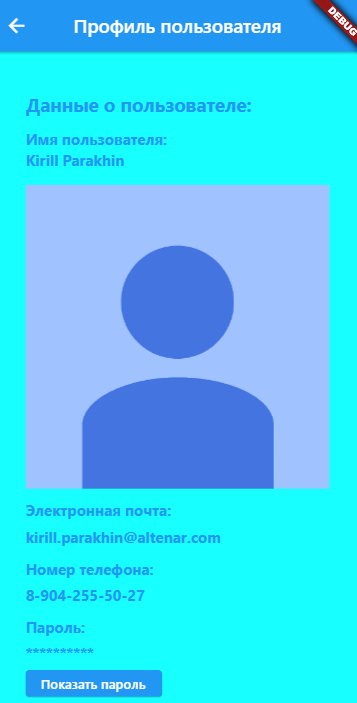 Профиль пользователя
DEBUG
Данные о пользователе:
Имя пользователя:
Kirill Parakhin
Электронная почта:
kirill.parakhin@altenar.com
Номер телефона:
8-904-255-50-27
Пароль:
**********
Показать пароль